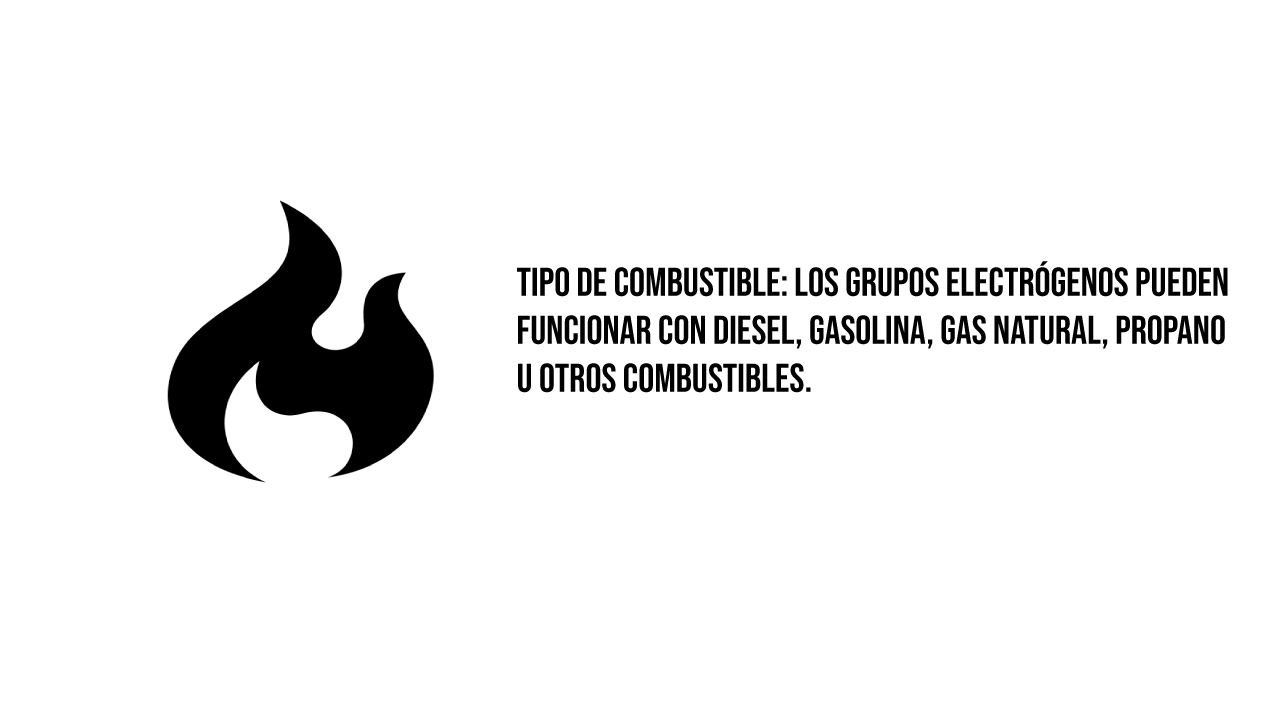 TIPO DE COMBUSTIBLE: LOS GRUPOS ELECTRÓGENOS PUEDEN
FUNCIONAR CON DIESEL, GASOLINA, GAS NATURAL, PROPANO
U OTROS COMBUSTIBLES.